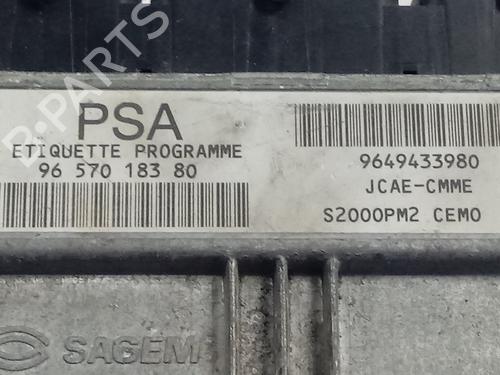 PSA
ETIQUETTE PROGRAMME
96 570 183 80
9649433980
JCAE-CMME
S2000PM2 CEMO
SAGEM
B-PARTS